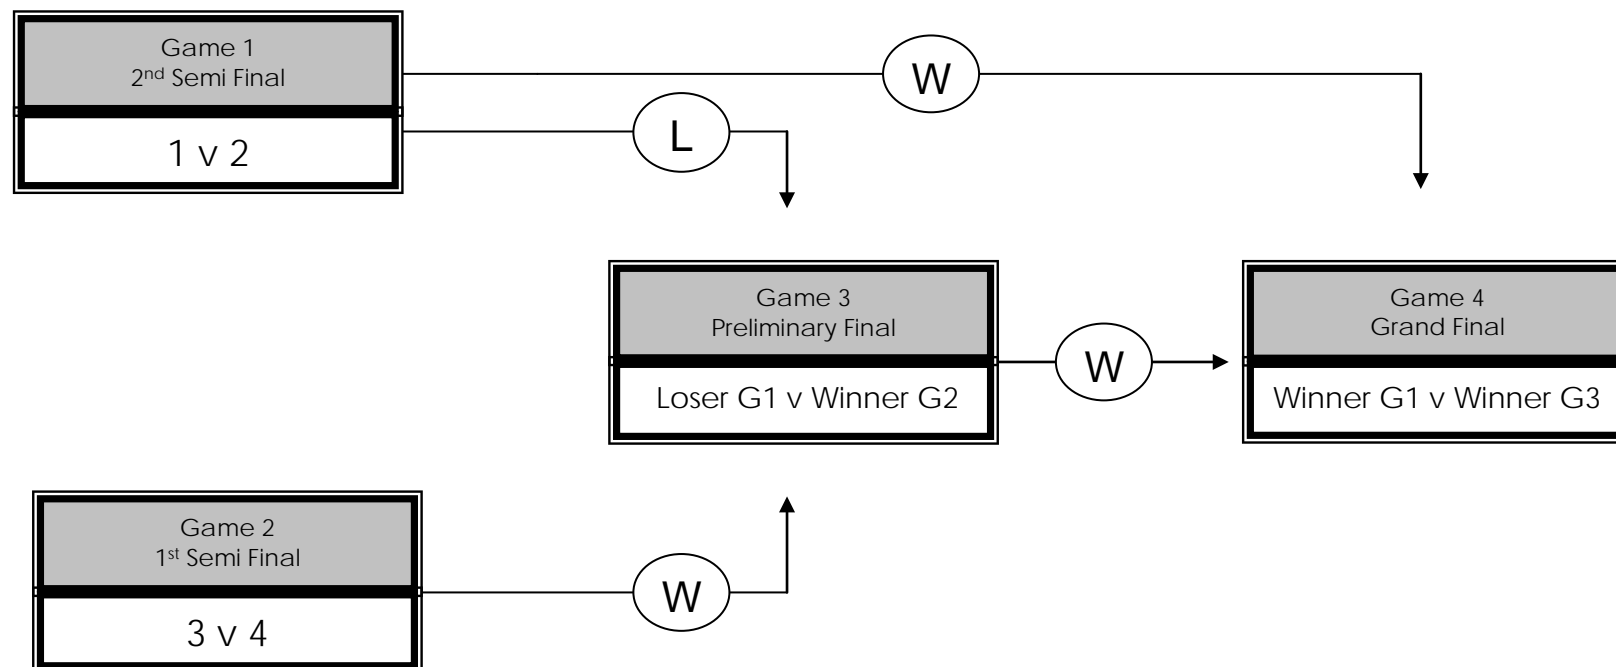 Game 1
2nd Semi Final
1 v 2
W
L
Game 3
Preliminary Final
Loser G1 v Winner G2
W
Game 4
Grand Final
Winner G1 v Winner G3
Game 2
1st Semi Final
3 v 4
W